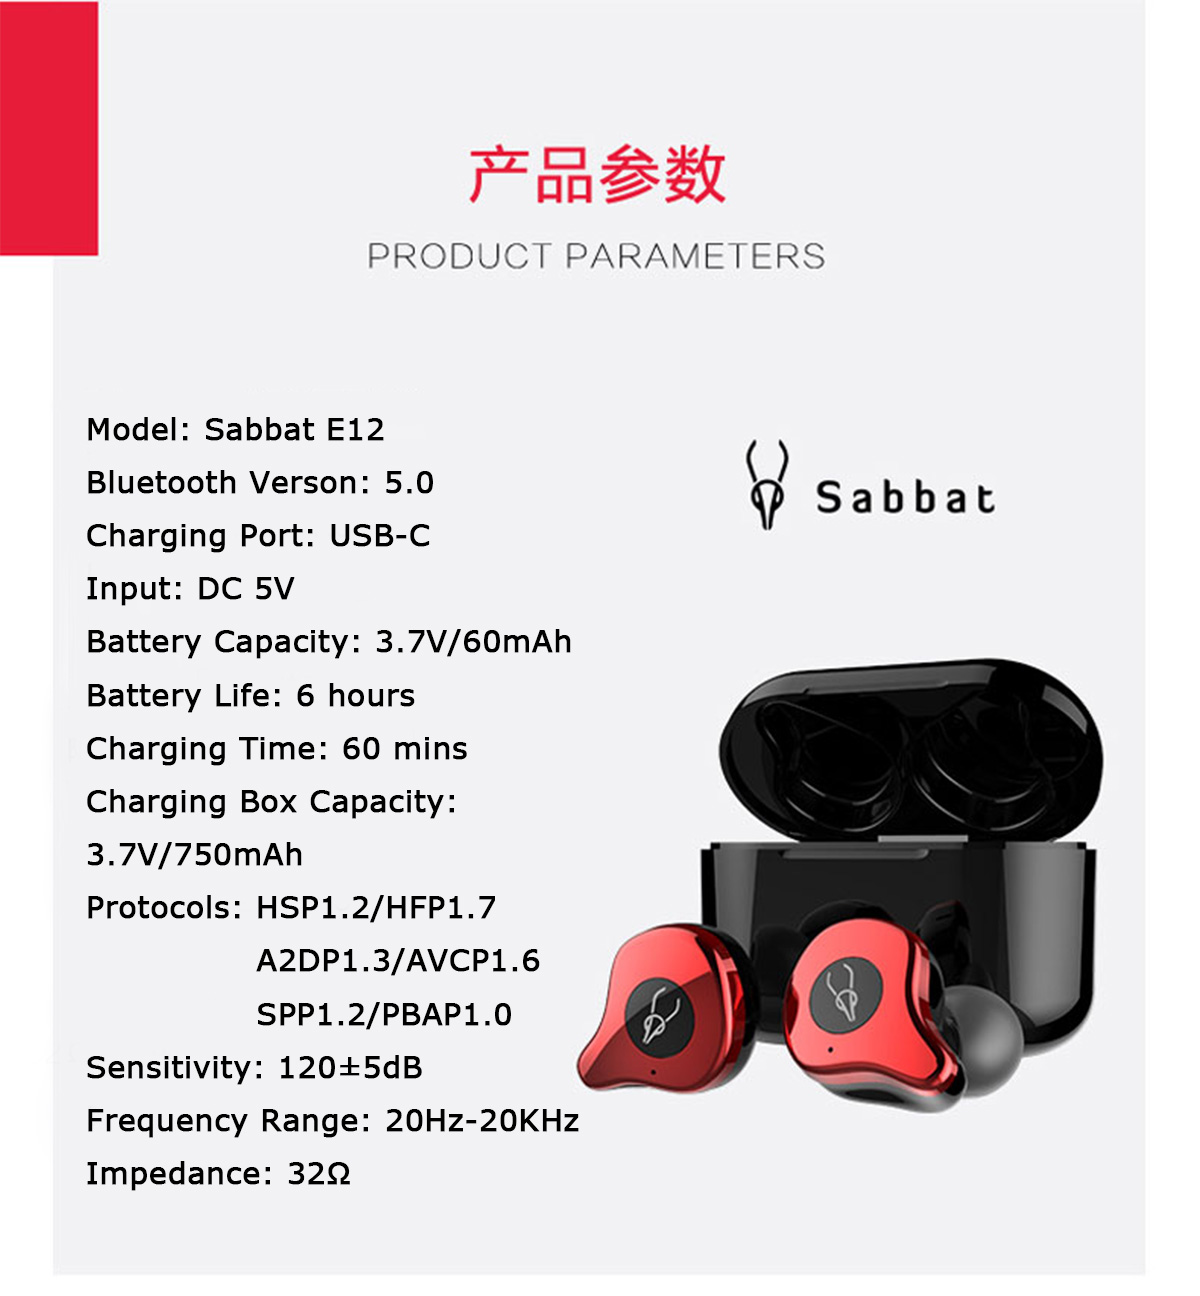 产品参数
PRODUCT PARAMETERS
Model: Sabbat E12
Bluetooth Verson: 5.0
Charging Port: USB-C
Input: DC 5V
Battery Capacity: 3.7V/60mAh
Battery Life: 6 hours
Charging Time: 60 mins
Charging Box Capacity:
3.7V/750mAh
Protocols: HSP1.2/HFP1.7
A2DP1.3/AVCP1.6
SPP1.2/PBAP1.0
Sensitivity: 120±5dB
Frequency Range: 20Hz-20KHz
Impedance: 32Ω
Sabbat